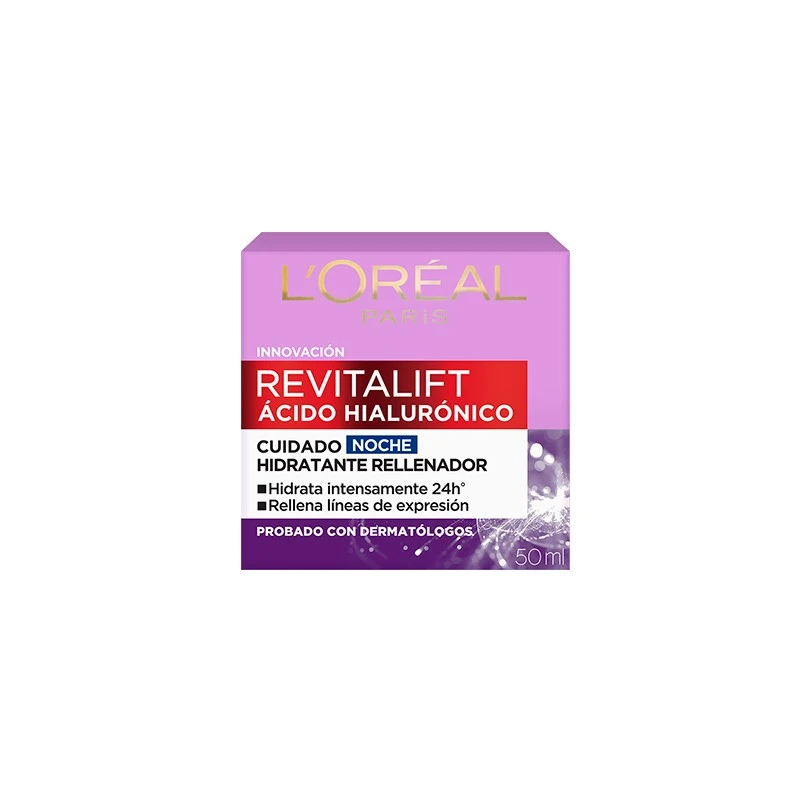 L'ORÉAL
PARIS
INNOVACIÓN
REVITALIFT
ÁCIDO HIALURÓNICO
CUIDADO NOCHE
HIDRATANTE RELLENADOR
■Hidrata intensamente 24h°
■Rellena líneas de expresión
PROBADO CON DERMATÓLOGOS.
50 ml